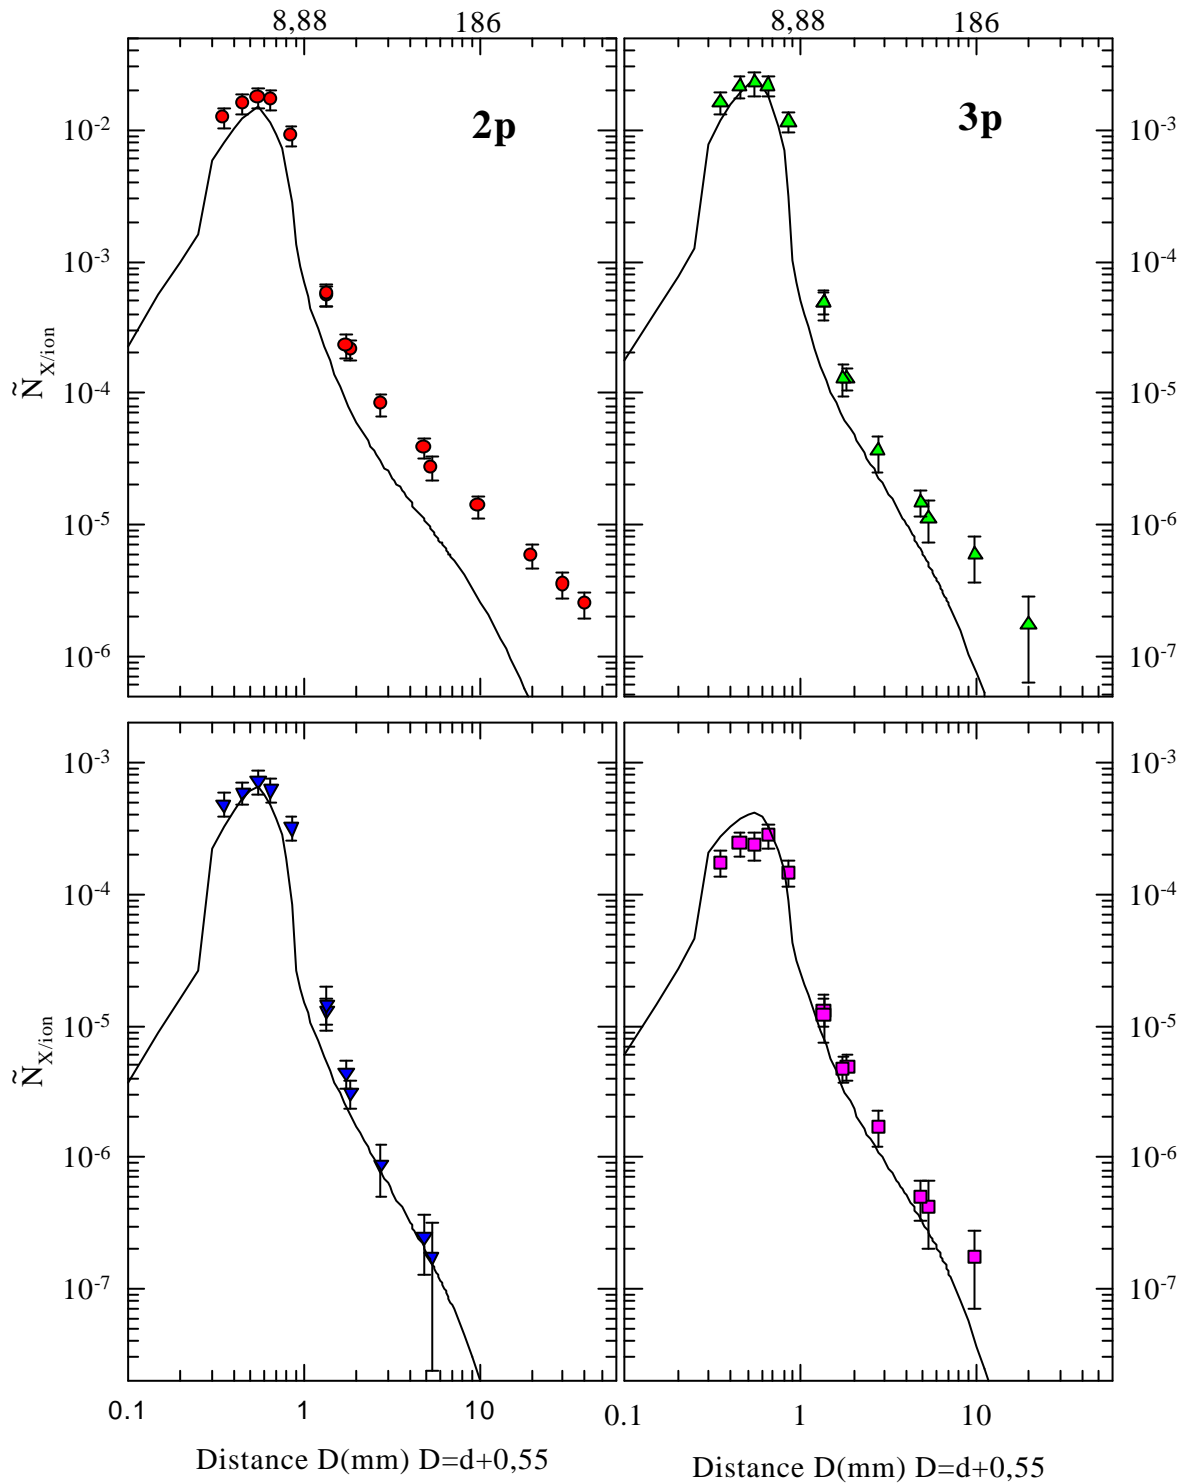 8,88 186 8,88 186
2p 3p
10-2 10-3
10-3 10-4
ÑX/ion
10-4 10-5
10-5 10-6
10-6 10-7
10-3 10-3
10-4 10-4
ÑX/ion
10-5 10-5
10-6 10-6
10-7 10-7
0.1 1 10 0.1 1 10
Distance D(mm) D=d+0,55 Distance D(mm) D=d+0,55